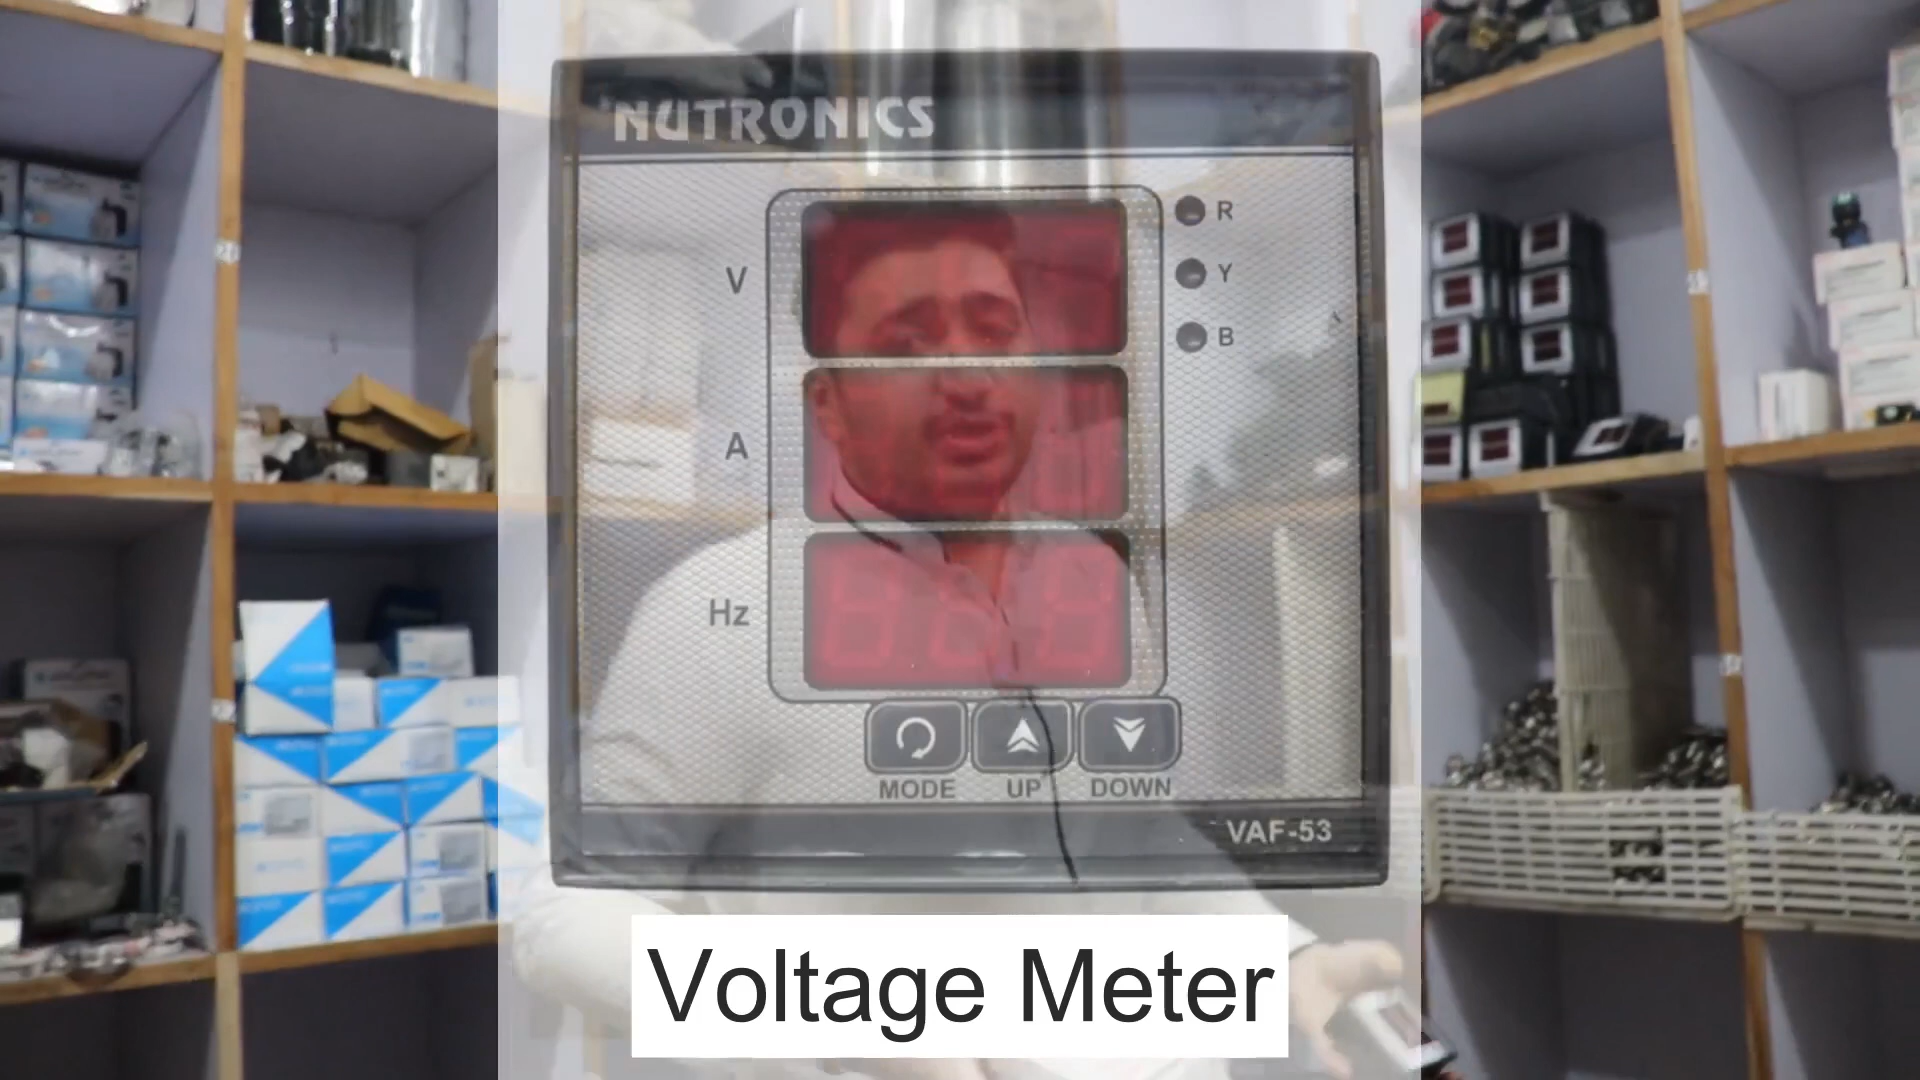 NUTRONICS
V
A
Hz
R
Y
B
MODE
UP
DOWN
VAF-53
Voltage Meter